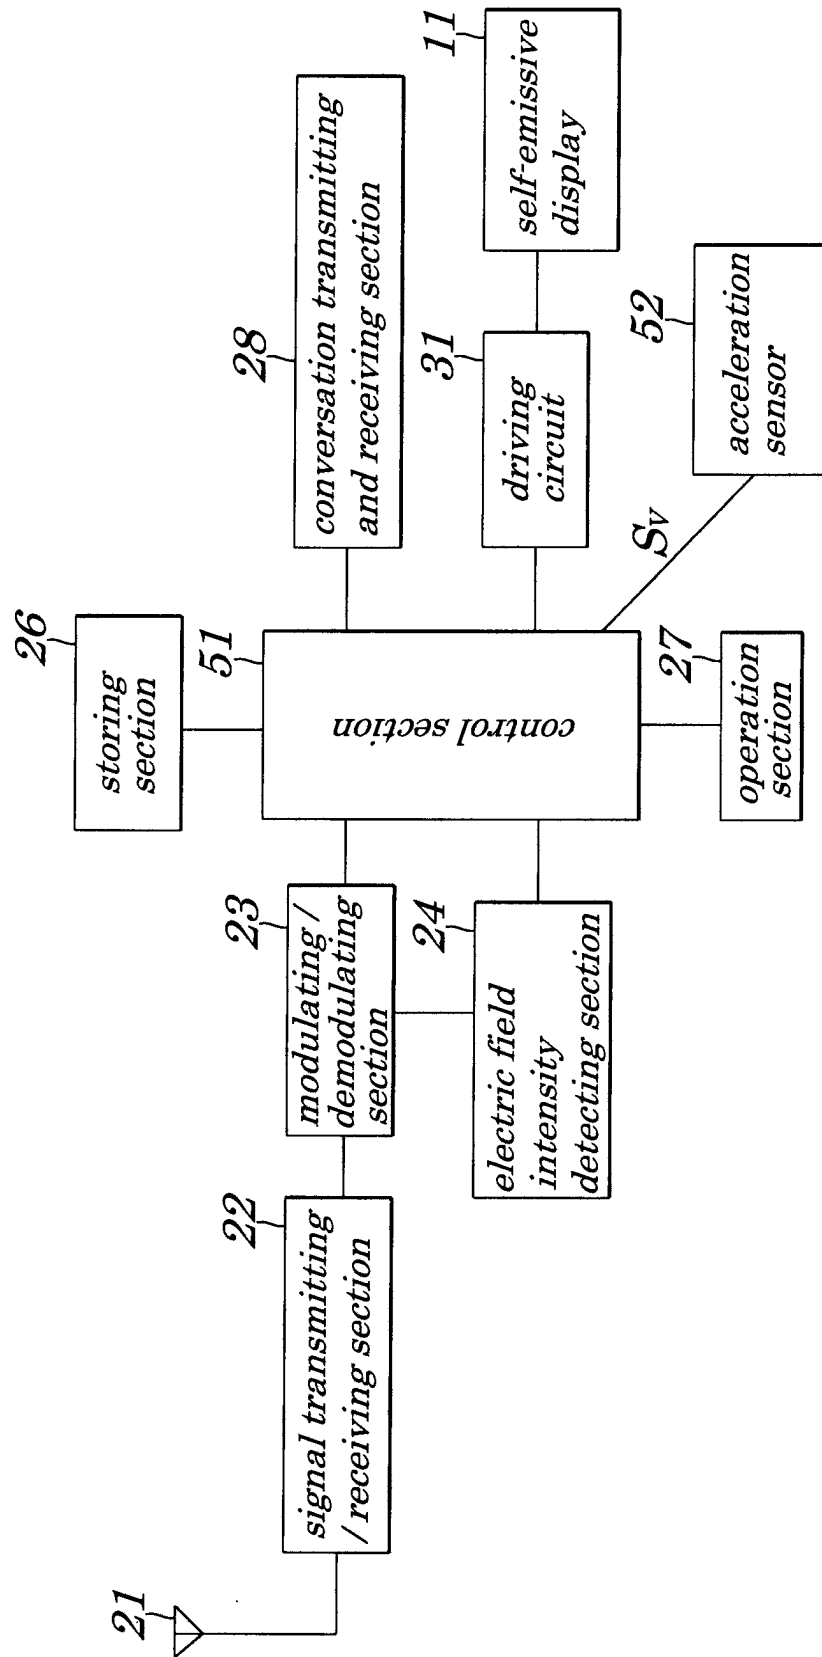 21
22
signal transmitting
/ receiving section
23
modulating /
demodulating
section
24
electric field
intensity
detecting section
26
storing
section
51
control section
27
operation
section
28
conversation transmitting
and receiving section
31
driving
circuit
11
self-emissive
display
Sv
52
acceleration
sensor